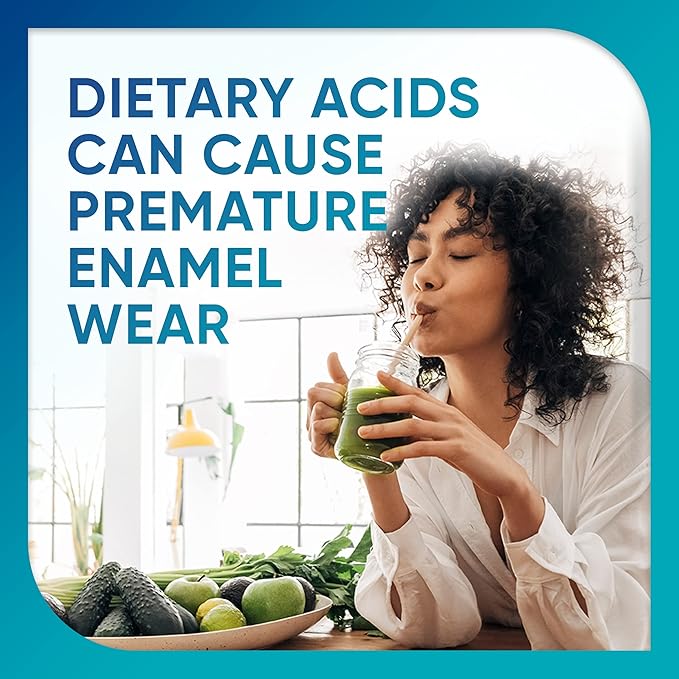 DIETARY ACIDS
CAN CAUSE
PREMATURE
ENAMEL
WEAR